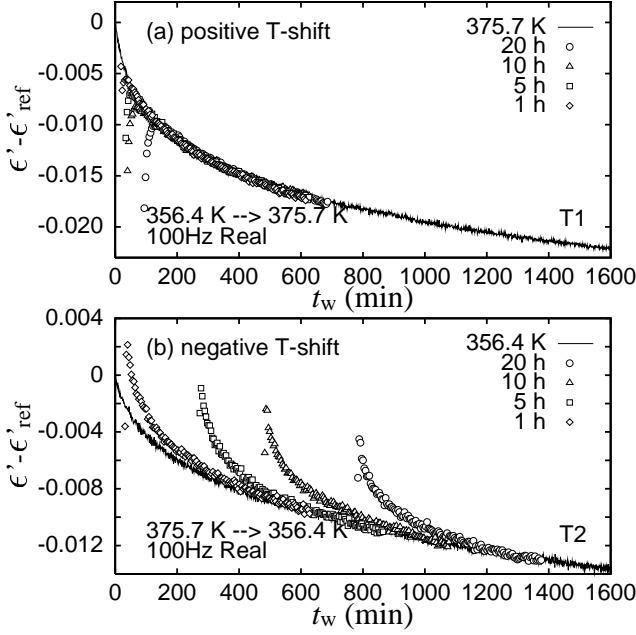 0
-0.005
-0.010
-0.015
-0.020
ϵ'-ϵ'ref
(a) positive T-shift
375.7 K
20 h
10 h
5 h
1 h
356.4 K --> 375.7 K
100Hz Real
T1
0 200 400 600 800 1000 1200 1400 1600
tw (min)
0.004
0
-0.004
-0.008
-0.012
ϵ'-ϵ'ref
(b) negative T-shift
356.4 K
20 h
10 h
5 h
1 h
375.7 K --> 356.4 K
100Hz Real
T2
0 200 400 600 800 1000 1200 1400 1600
tw (min)